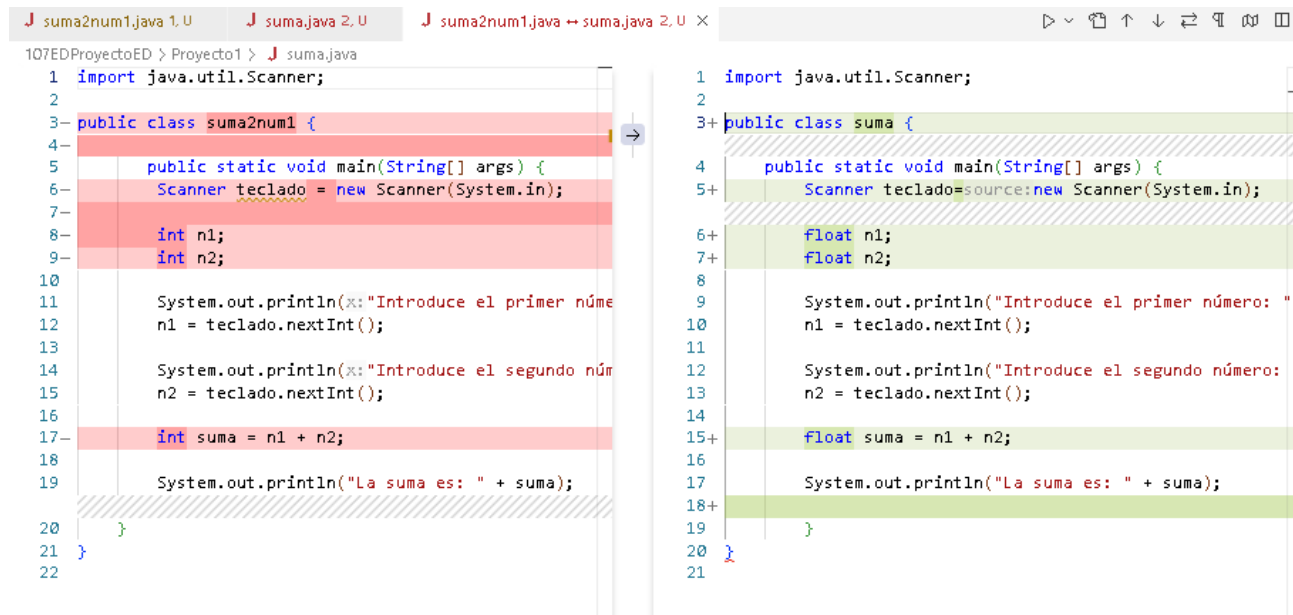 suma2num1.java 1, U
suma.java 2, U
suma2num1.java ↔ suma.java 2, U
107EDProyectoED > Proyecto1 > suma.java
1 import java.util.Scanner;
2
3− public class suma2num1 {
4−
5 public static void main(String[] args) {
6− Scanner teclado = new Scanner(System.in);
7−
8− int n1;
9− int n2;
10
11 System.out.println(x:"Introduce el primer núme
12 n1 = teclado.nextInt();
13
14 System.out.println(x:"Introduce el segundo núm
15 n2 = teclado.nextInt();
16
17− int suma = n1 + n2;
18
19 System.out.println("La suma es: " + suma);
20 }
21 }
22
1 import java.util.Scanner;
2
3+ public class suma {
4 public static void main(String[] args) {
5+ Scanner teclado=source:new Scanner(System.in);
6+ float n1;
7+ float n2;
8
9 System.out.println("Introduce el primer número: "
10 n1 = teclado.nextInt();
11
12 System.out.println("Introduce el segundo número:
13 n2 = teclado.nextInt();
14
15+ float suma = n1 + n2;
16
17 System.out.println("La suma es: " + suma);
18+
19 }
20 }
21